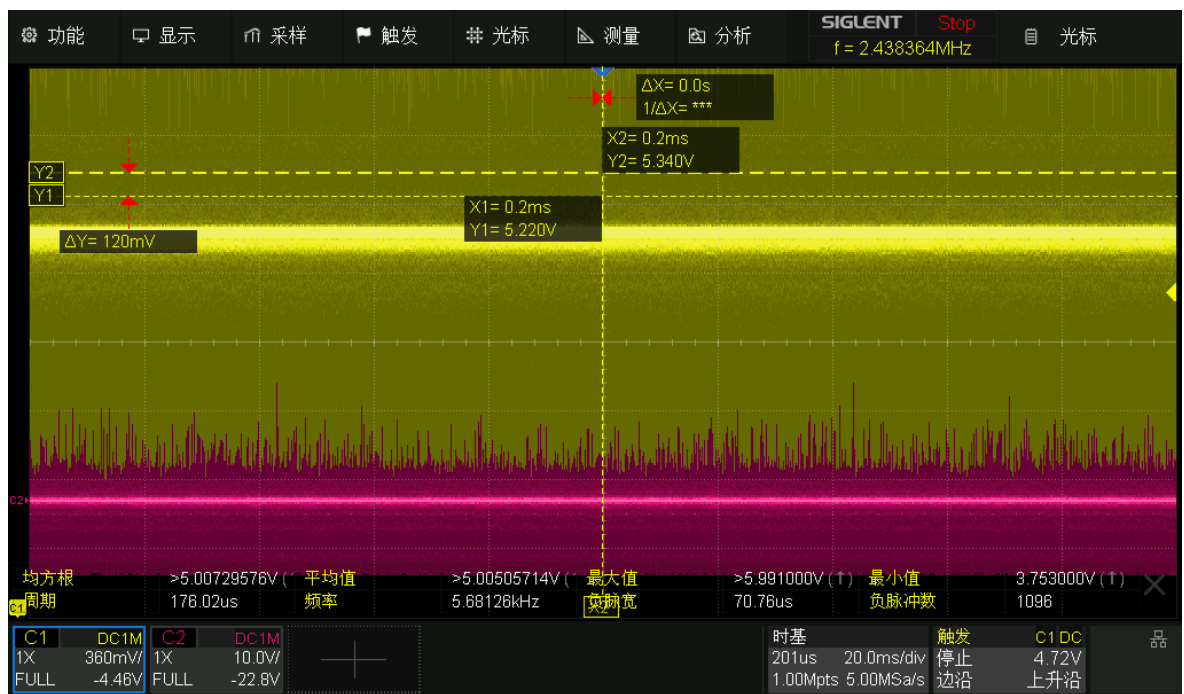 功能 显示 采样 触发 光标 测量 分析 SIGLENT Stop 光标
f = 2.438364MHz
ΔX= 0.0s
1/ΔX= ***
X2= 0.2ms
Y2= 5.340V
Y2
Y1
X1= 0.2ms
Y1= 5.220V
ΔY= 120mV
C2
均方根 >5.00729576V (↑ 平均值 >5.00505714V (↑ 最大值 >5.991000V (↑) 最小值 3.753000V (↑)
C1 周期 176.02us 频率 5.68126kHz 负脉宽 70.76us 负脉冲数 1096
X2
C1 DC1M C2 DC1M 时基 触发 C1 DC
1X 360mV/ 1X 10.0V/ 201us 20.0ms/div 停止 4.72V
FULL -4.46V FULL -22.8V 1.00Mpts 5.00MSa/s 边沿 上升沿